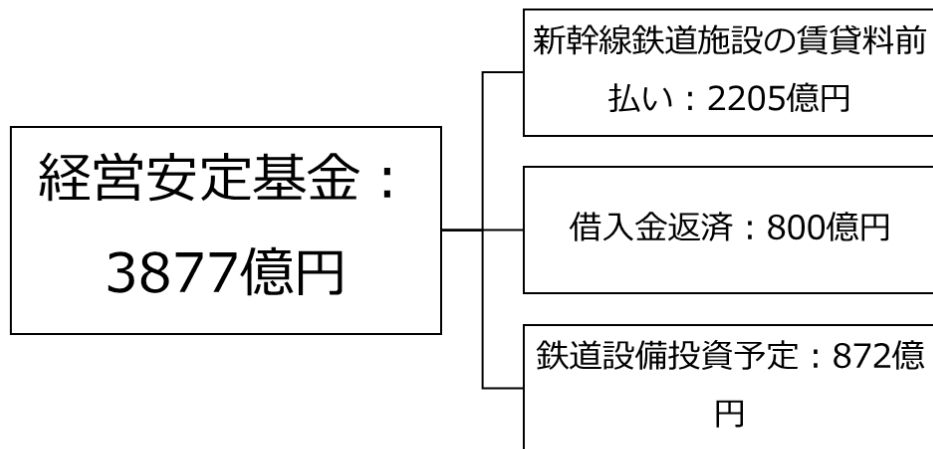 経営安定基金：
3877億円
新幹線鉄道施設の賃貸料前
払い：2205億円
借入金返済：800億円
鉄道設備投資予定：872億
円